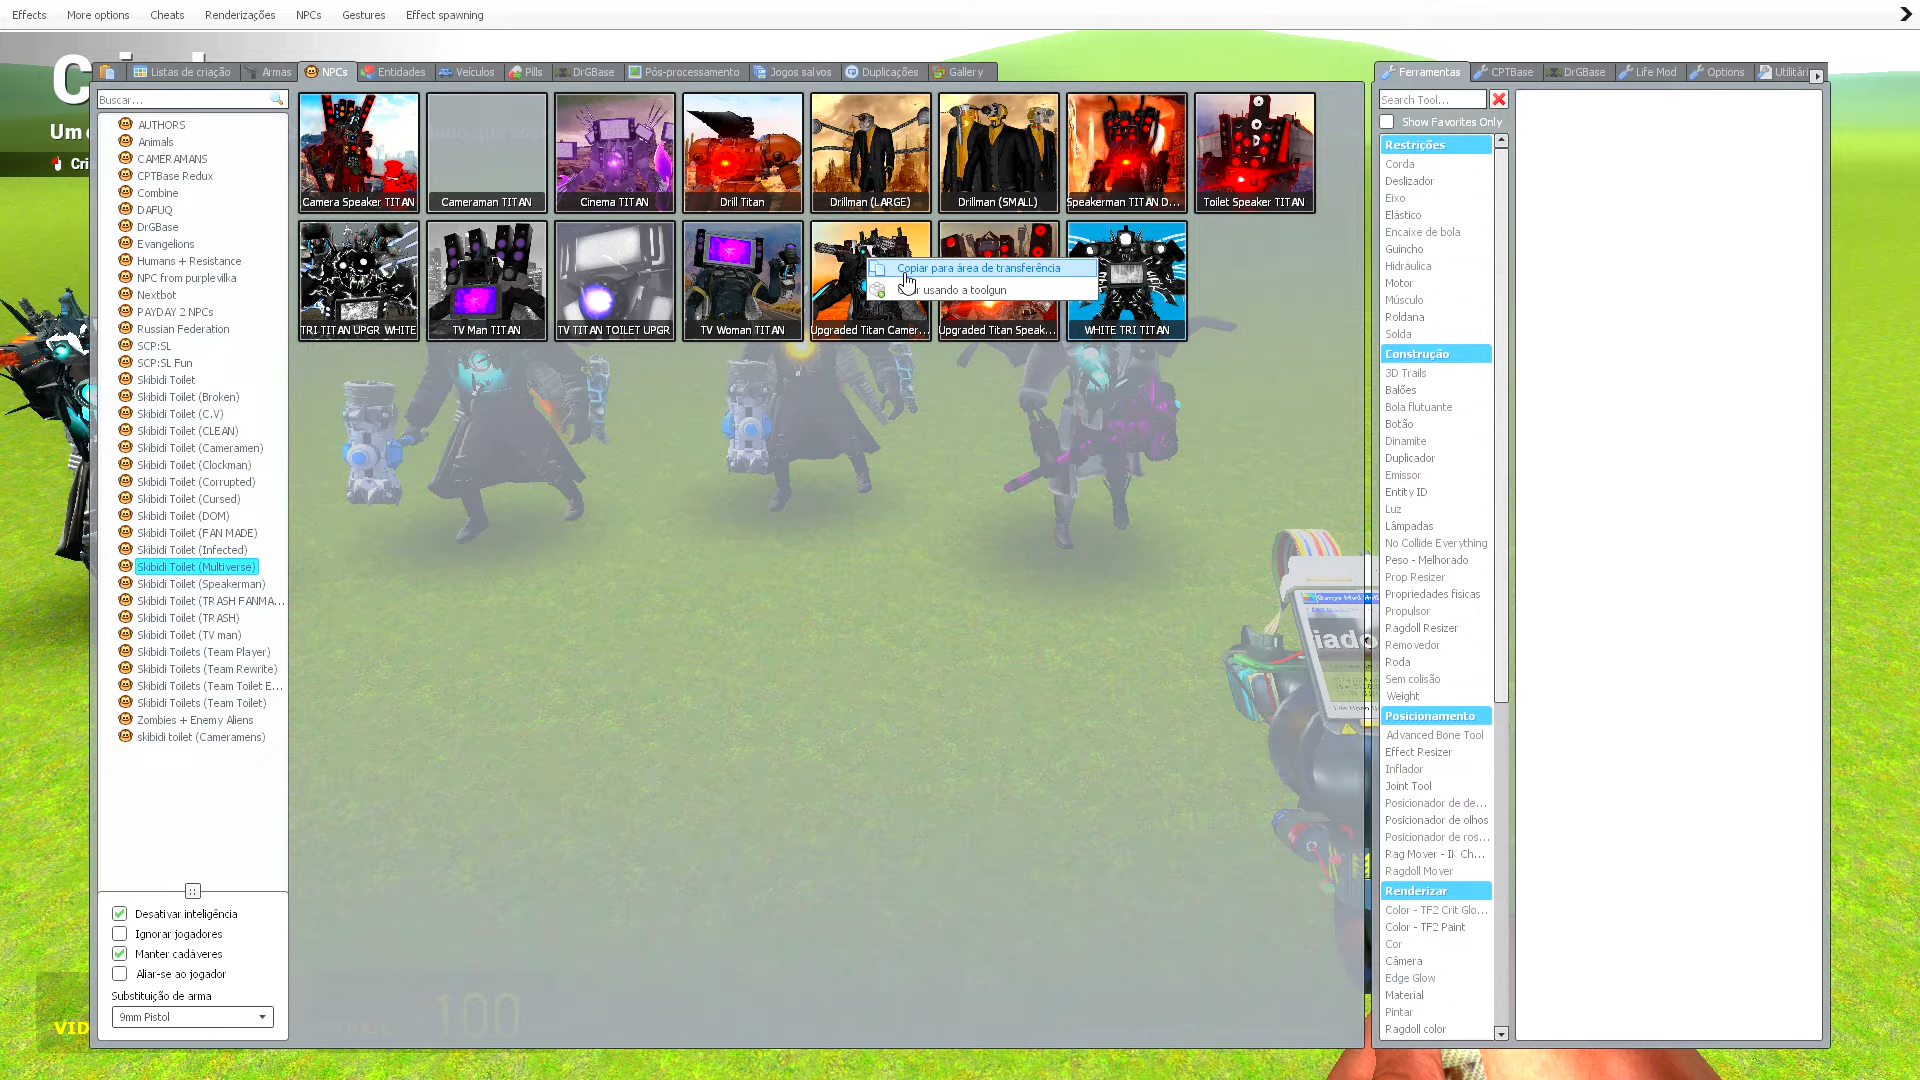 Effects More options Cheats Renderizações NPCs Gestures Effect spawning
Listas de criação Armas NPCs Entidades Veículos Pills DrGBase Pós-processamento Jogos salvos Duplicações Gallery
Ferramentas CPTBase DrGBase Life Mod Options Utilitári
Um
Cri
Buscar...
AUTHORS
Animals
CAMERAMANS
CPTBase Redux
Combine
DAFUQ
DrGBase
Evangelions
Humans + Resistance
NPC from purplevilka
Nextbot
PAYDAY 2 NPCs
Russian Federation
SCP:SL
SCP:SL Fun
Skibidi Toilet
Skibidi Toilet (Broken)
Skibidi Toilet (C.V)
Skibidi Toilet (CLEAN)
Skibidi Toilet (Cameramen)
Skibidi Toilet (Clockman)
Skibidi Toilet (Corrupted)
Skibidi Toilet (Cursed)
Skibidi Toilet (DOM)
Skibidi Toilet (FAN MADE)
Skibidi Toilet (Infected)
Skibidi Toilet (Multiverse)
Skibidi Toilet (Speakerman)
Skibidi Toilet (TRASH FANMA...
Skibidi Toilet (TRASH)
Skibidi Toilet (TV man)
Skibidi Toilets (Team Player)
Skibidi Toilets (Team Rewrite)
Skibidi Toilets (Team Toilet E...
Skibidi Toilets (Team Toilet)
Zombies + Enemy Aliens
skibidi toilet (Cameramens)
Desativar inteligência
Ignorar jogadores
Manter cadáveres
Aliar-se ao jogador
Substituição de arma
9mm Pistol
VID
Camera Speaker TITAN Cameraman TITAN Cinema TITAN Drill Titan Drillman (LARGE) Drillman (SMALL) Speakerman TITAN D... Toilet Speaker TITAN
Copiar para área de transferência
usando a toolgun
TRI TITAN UPGR WHITE TV Man TITAN TV TITAN TOILET UPGR TV Woman TITAN Upgraded Titan Camer... Upgraded Titan Speak... WHITE TRI TITAN
100
iado
Search Tool...
Show Favorites Only
Restrições
Corda
Deslizador
Eixo
Elástico
Encaixe de bola
Guincho
Hidráulica
Motor
Músculo
Roldana
Solda
Construção
3D Trails
Balões
Bola flutuante
Botão
Dinamite
Duplicador
Emissor
Entity ID
Luz
Lâmpadas
No Collide Everything
Peso - Melhorado
Prop Resizer
Propriedades físicas
Propulsor
Ragdoll Resizer
Removedor
Roda
Sem colisão
Weight
Posicionamento
Advanced Bone Tool
Effect Resizer
Inflador
Joint Tool
Posicionador de de...
Posicionador de olhos
Posicionador de ros...
Rag Mover - IK Ch...
Ragdoll Mover
Renderizar
Color - TF2 Crit Glo...
Color - TF2 Paint
Cor
Câmera
Edge Glow
Material
Pintar
Ragdoll color